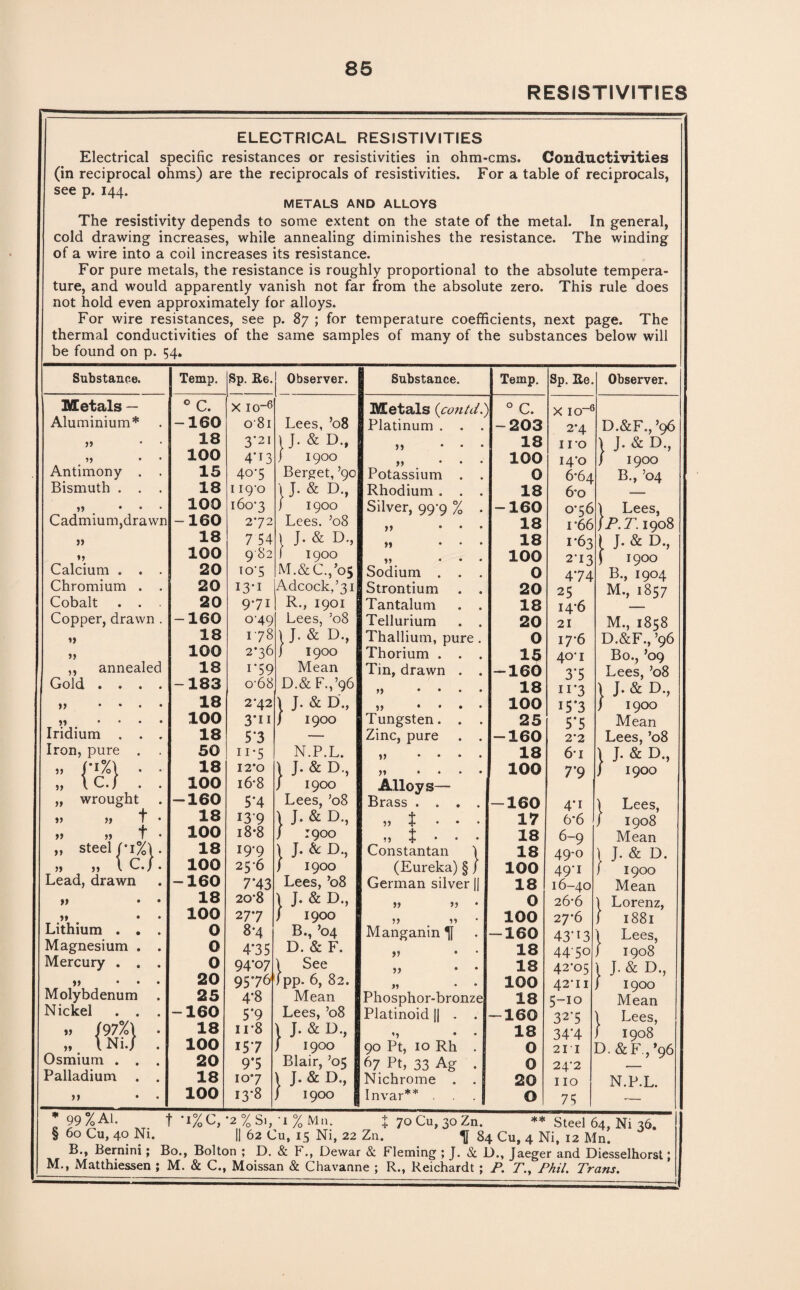 85
RESISTIVITIES
ELECTRICAL RESISTIVITIES
Electrical specific resistances or resistivities in ohm-cms. Conductivities
(in reciprocal ohms) are the reciprocals of resistivities. For a table of reciprocals,
see p. 144.
METALS AND ALLOYS
The resistivity depends to some extent on the state of the metal. In general,
cold drawing increases, while annealing diminishes the resistance. The winding
of a wire into a coil increases its resistance.
For pure metals, the resistance is roughly proportional to the absolute tempera-
ture, and would apparently vanish not far from the absolute zero. This rule does
not hold even approximately for alloys.
For wire resistances, see p. 87 ; for temperature coefficients, next page. The
thermal conductivities of the same samples of many of the substances below will
be found on p. 54.
Substance. Temp. Sp. Re. Observer.
Metals — ° C. × 10-6
Aluminium* . -160 0·81 Lees, ’08
„ . . 18 3·21 } J. & D.,
„ . . 100 4·13 } 1900
Antimony . . 15 40·5 Berget, ’90
Bismuth . . . 18 119·0 } J. & D.,
„ . . . 100 160·3 } 1900
Cadmium,drawn -160 2·72 Lees. ’08
„ 18 7 54 } J. & D.,
„ 100 9·82 } 1900
Calcium . . . 20 10·5 M.&C.,’05
Chromium . . 20 13·1 Adcock,’31
Cobalt . . . 20 9·71 R., 1901
Copper, drawn . -160 0·49 Lees, ’08
„ 18 1·78 } J. & D.,
„ 100 2·36 } 1900
„ annealed 18 1·59 Mean
Gold . . . . -183 0·68 D.& F.,’96
„ . . . . 18 2·42 } J. & D.,
„ . . . . 100 3·11 } 1900
Iridium . . . 18 5·3 —
Iron, pure . . 50 11·5 N.P.L.
„ {·1%} . . 18 12·0 } J. & D.,
„ { C. } . . 100 16·8 } 1900
„ wrought . -160 5·4 Lees, ’08
„ „ † . 18 13·9 } J. & D.,
„ „ † . 100 18·8 } 1900
„ steel {·1%} . 18 19·9 } J. & D.,
„ „ { C. } . 100 25·6 } 1900
Lead, drawn . -160 7·43 Lees, ’08
„ . . 18 20·8 } J. & D.,
„ . . 100 27·7 } 1900
Lithium . . . 0 8·4 B., ’04
Magnesium . . 0 4·35 D. & F.
Mercury . . . 0 94·07 } See
„ . . . 20 95·76 } pp. 6, 82.
Molybdenum . 25 4·8 Mean
Nickel . . . -160 5·9 Lees, ’08
„ {97%} . 18 11·8 } J. & D.,
„ { Ni. } . 100 15·7 } 1900
Osmium . . . 20 9·5 Blair, ’05
Palladium . . 18 10·7 } J. & D.,
„ . . 100 13·8 } 1900
Substance. Temp. Sp. Re. Observer.
Metals (contd.) ° C. × 10-6
Platinum . . . -203 2·4 D.&F.,’96
„ . . . 18 11·0 } J. & D.,
„ . . . 100 14·0 } 1900
Potassium . . 0 6·64 B., ’04
Rhodium . . . 18 6·0 —
Silver, 99·9 % . -160 0·56 } Lees,
„ . . . 18 1·66 } P. T. 1908
„ . . . 18 1·63 } J. & D.,
„ . . . 100 2·13 } 1900
Sodium . . . 0 4·74 B., 1904
Strontium . . 20 25 M., 1857
Tantalum . . 18 14·6 —
Tellurium . . 20 21 M., 1858
Thallium, pure . 0 17·6 D.&F., ’96
Thorium . . . 15 40·1 Bo., ’09
Tin, drawn . . -160 3·5 Lees, ’08
„ . . . . 18 11·3 } J. & D.,
„ . . . . 100 15·3 } 1900
Tungsten . . . 25 5·5 Mean
Zinc, pure . . -160 2·2 Lees, ’08
„ . . . . 18 6·1 } J. & D.,
„ . . . . 100 7·9 } 1900
Alloys—
Brass . . . . -160 4·1 } Lees,
„ ‡ . . . 17 6·6 } 1908
„ ‡ . . . 18 6-9 Mean
Constantan } 18 49·0 } J. & D.
(Eureka) § } 100 49·1 } 1900
German silver || 18 16-40 Mean
„ „ . 0 26·6 } Lorenz,
„ „ . 100 27·6 } 1881
Manganin ¶ . -160 43·13 } Lees,
„ . . 18 44·50 } 1908
„ . . 18 42·05 } J. & D.,
„ . . 100 42·11 } 1900
Phosphor-bronze 18 5-10 Mean
Platinoid || . . -160 32·5 } Lees,
„ . . 18 34·4 } 1908
90 Pt, 10 Rh . 0 21·1 D.&F.,’96
67 Pt, 33 Ag . 0 24·2 —
Nichrome . . 20 110 N.P.L.
Invar** . . . 0 75 —
* 99%Al. † ·1%C, ·2 % Si, ·1 % Mn. ‡ 70 Cu, 30 Zn. ** Steel 64, Ni 36.
§ 60 Cu, 40 Ni. || 62 Cu, 15 Ni, 22 Zn. ¶ 84 Cu, 4 Ni, 12 Mn.
B., Bernini ; Bo., Bolton ; D. & F., Dewar & Fleming ; J. & D., Jaeger and Diesselhorst ;
M., Matthiessen ; M. & C., Moissan & Chavanne ; R., Reichardt ; P. T., Phil. Trans.